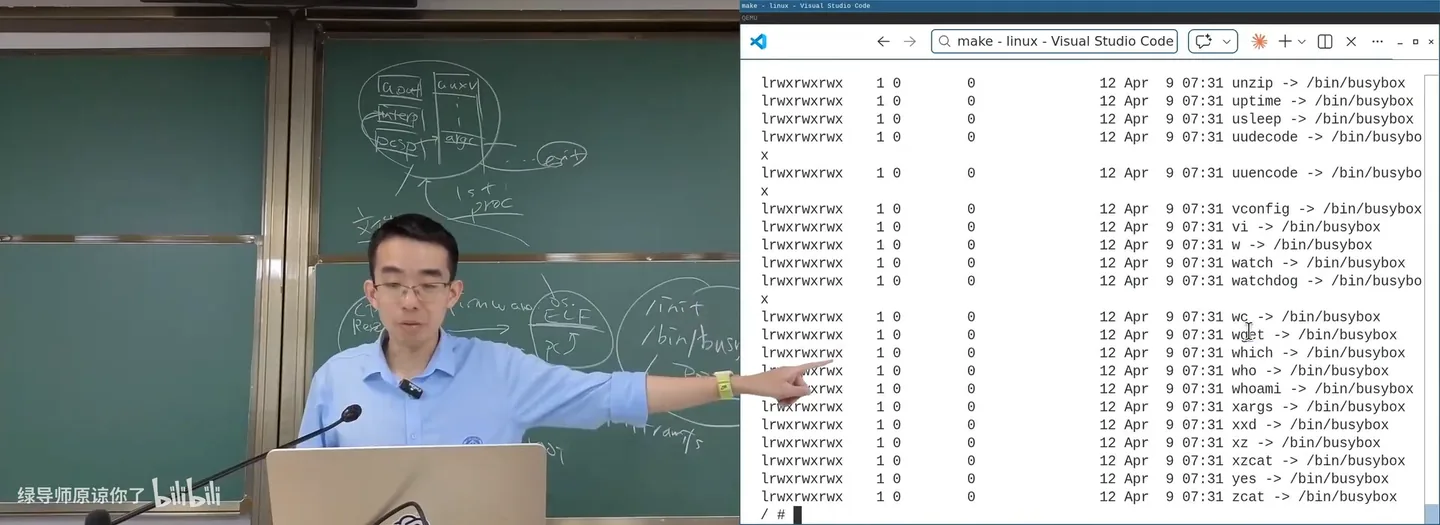 make - linux - Visual Studio Code
QEMU
make - linux - Visual Studio Code
a.out auxv
interp
argc
exit
1st
proc
/init
/bin/busy
OS.
ELF
PC
lrwxrwxrwx 1 0 0 12 Apr 9 07:31 unzip -> /bin/busybox
lrwxrwxrwx 1 0 0 12 Apr 9 07:31 uptime -> /bin/busybox
lrwxrwxrwx 1 0 0 12 Apr 9 07:31 usleep -> /bin/busybox
lrwxrwxrwx 1 0 0 12 Apr 9 07:31 uudecode -> /bin/busybo
x
lrwxrwxrwx 1 0 0 12 Apr 9 07:31 uuencode -> /bin/busybo
x
lrwxrwxrwx 1 0 0 12 Apr 9 07:31 vconfig -> /bin/busybox
lrwxrwxrwx 1 0 0 12 Apr 9 07:31 vi -> /bin/busybox
lrwxrwxrwx 1 0 0 12 Apr 9 07:31 w -> /bin/busybox
lrwxrwxrwx 1 0 0 12 Apr 9 07:31 watch -> /bin/busybox
lrwxrwxrwx 1 0 0 12 Apr 9 07:31 watchdog -> /bin/busybo
x
lrwxrwxrwx 1 0 0 12 Apr 9 07:31 wc -> /bin/busybox
lrwxrwxrwx 1 0 0 12 Apr 9 07:31 wget -> /bin/busybox
lrwxrwxrwx 1 0 0 12 Apr 9 07:31 which -> /bin/busybox
lrwxrwxrwx 1 0 0 12 Apr 9 07:31 who -> /bin/busybox
lrwxrwxrwx 1 0 0 12 Apr 9 07:31 whoami -> /bin/busybox
lrwxrwxrwx 1 0 0 12 Apr 9 07:31 xargs -> /bin/busybox
lrwxrwxrwx 1 0 0 12 Apr 9 07:31 xxd -> /bin/busybox
lrwxrwxrwx 1 0 0 12 Apr 9 07:31 xz -> /bin/busybox
lrwxrwxrwx 1 0 0 12 Apr 9 07:31 xzcat -> /bin/busybox
lrwxrwxrwx 1 0 0 12 Apr 9 07:31 yes -> /bin/busybox
lrwxrwxrwx 1 0 0 12 Apr 9 07:31 zcat -> /bin/busybox
/ #
绿导师原谅你了 bilibili